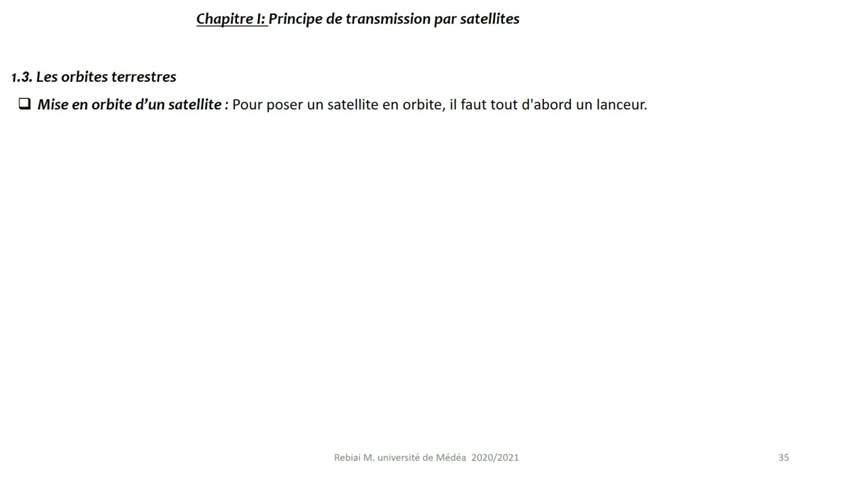 Chapitre I: Principe de transmission par satellites
1.3. Les orbites terrestres
❑ Mise en orbite d’un satellite : Pour poser un satellite en orbite, il faut tout d'abord un lanceur.
Rebiai M. université de Médéa 2020/2021
35